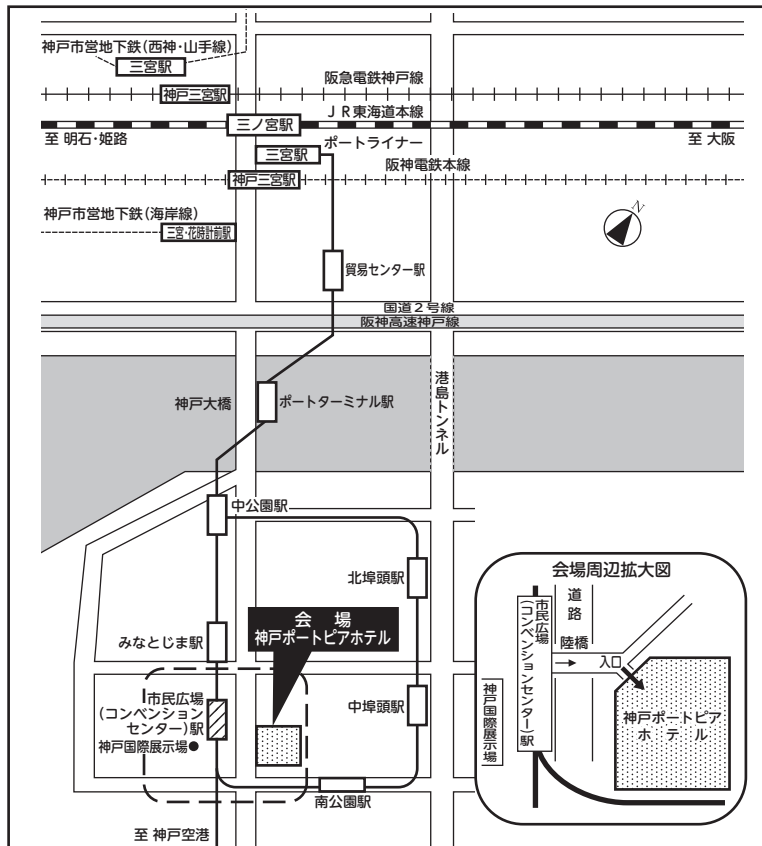 神戸市営地下鉄(西神・山手線)
三宮駅
阪急電鉄神戸線
神戸三宮駅
JR東海道本線
三ノ宮駅
至 明石・姫路
ポートライナー
至 大阪
三宮駅
阪神電鉄本線
神戸三宮駅
神戸市営地下鉄(海岸線)
三宮・花時計前駅
N
貿易センター駅
国道2号線
阪神高速神戸線
神戸大橋
ポートターミナル駅
港島トンネル
中公園駅
北埠頭駅
会 場
神戸ポートピアホテル
みなとじま駅
市民広場
(コンベンション
センター)駅
神戸国際展示場●
中埠頭駅
南公園駅
至 神戸空港
会場周辺拡大図
道路
市民広場
(コンベンションセンター)駅
陸橋
→
入口
神戸国際展示場
神戸ポートピア
ホテル